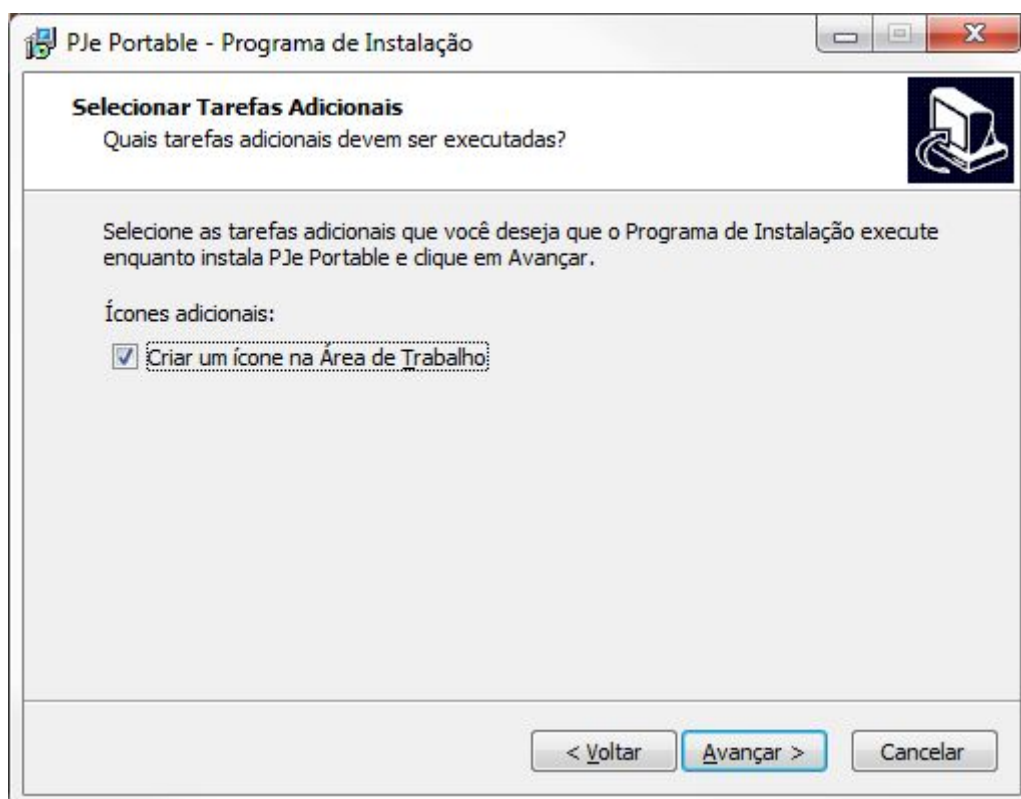 PJe Portable - Programa de Instalação
Selecionar Tarefas Adicionais
Quais tarefas adicionais devem ser executadas?
Selecione as tarefas adicionais que você deseja que o Programa de Instalação execute
enquanto instala PJe Portable e clique em Avançar.
Ícones adicionais:
Criar um ícone na Área de Trabalho
< Voltar Avançar > Cancelar